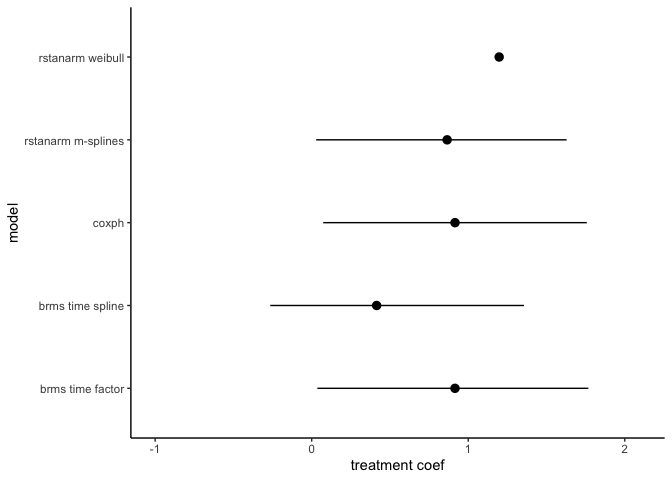 rstanarm weibull
rstanarm m-splines
coxph
brms time spline
brms time factor
model
-1 0 1 2
treatment coef